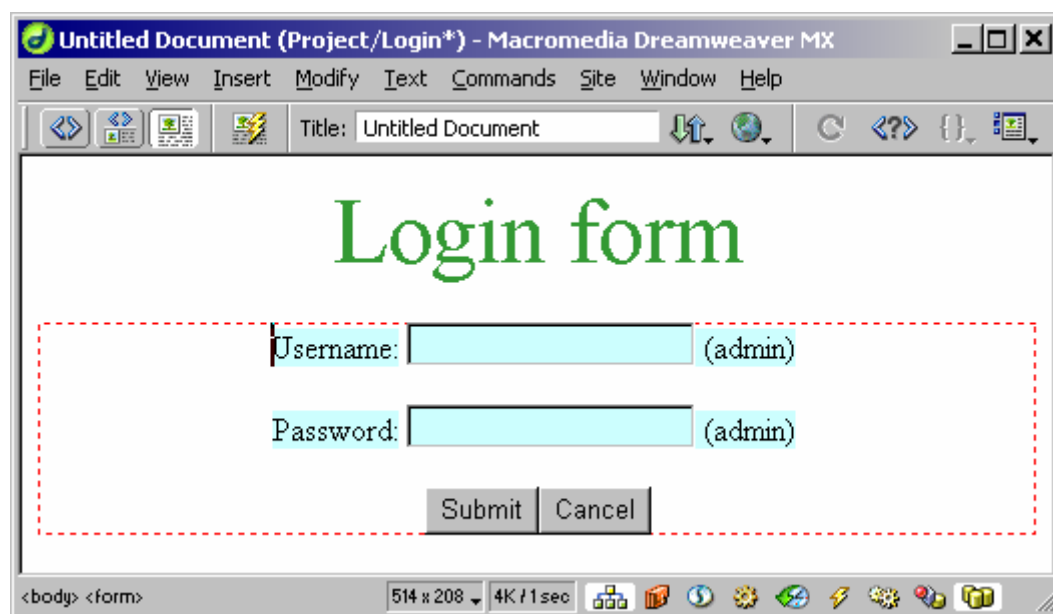 Untitled Document (Project/Login*) - Macromedia Dreamweaver MX
File Edit View Insert Modify Text Commands Site Window Help
Title: Untitled Document
Login form
Username: (admin)
Password: (admin)
Submit Cancel
<body> <form> 514 x 208 4K / 1 sec